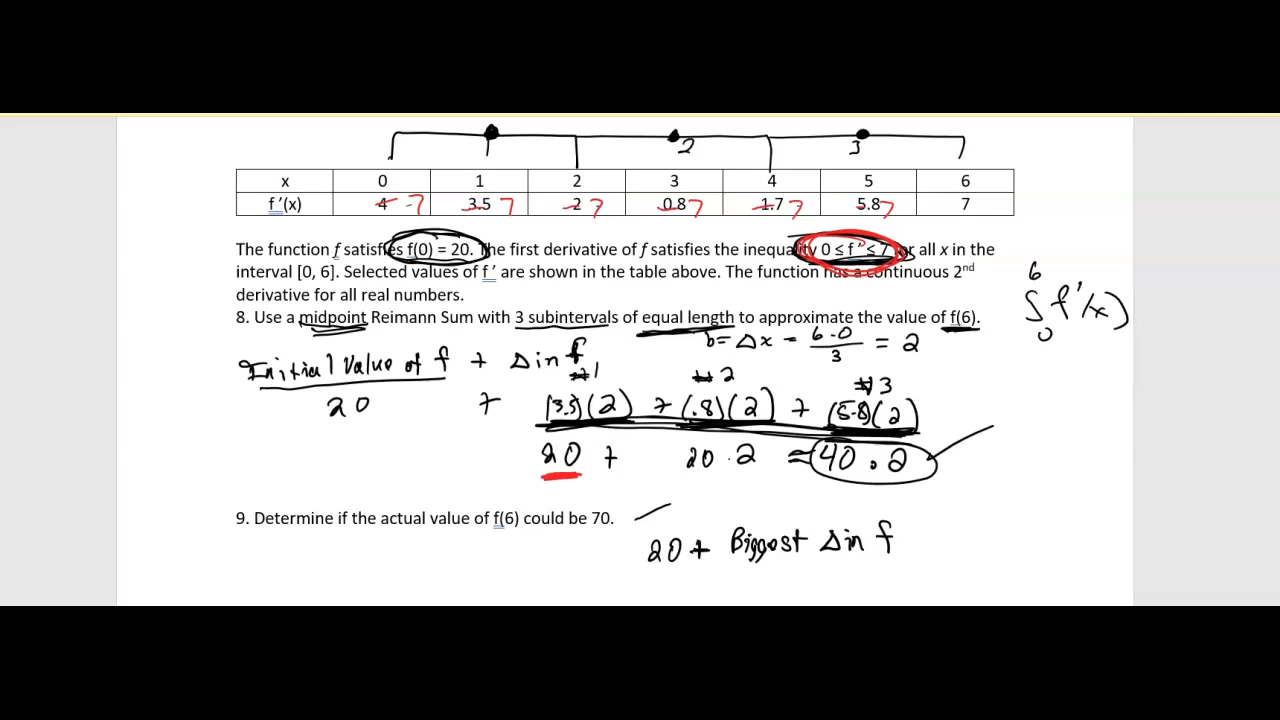 1 2 3
x 0 1 2 3 4 5 6
f '(x) 4 7 3.5 7 2 7 0.8 7 1.7 7 5.8 7 7
The function f satisfies f(0) = 20. The first derivative of f satisfies the inequality 0 ≤ f ' ≤ 7 for all x in the
interval [0, 6]. Selected values of f ' are shown in the table above. The function has a continuous 2nd
derivative for all real numbers.
6
∫ f '(x)
0
8. Use a midpoint Reimann Sum with 3 subintervals of equal length to approximate the value of f(6).
b = Δx = 6-0/3 = 2
Initial Value of f + Δ in f
#1 #2 #3
20 + (3.5)(2) + (.8)(2) + (5.8)(2)
20 + 20.2 ≈ 40.2
9. Determine if the actual value of f(6) could be 70.
20 + Biggest Δ in f